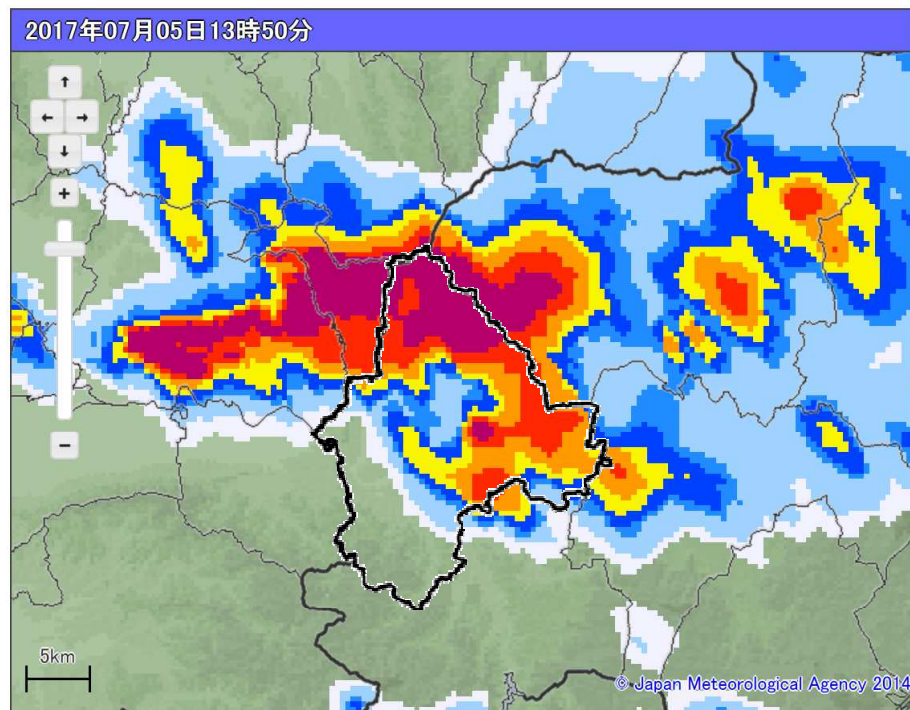 2017年07月05日13時50分
↑
← →
↓
+
−
5km
© Japan Meteorological Agency 2014